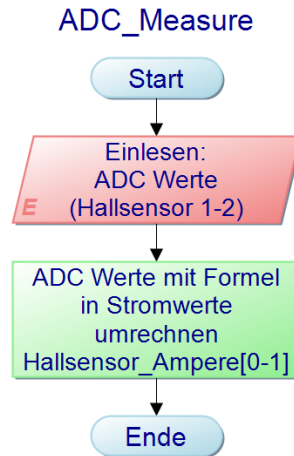 ADC_Measure
Start
Einlesen:
ADC Werte
(Hallsensor 1-2)
E
ADC Werte mit Formel
in Stromwerte
umrechnen
Hallsensor_Ampere[0-1]
Ende